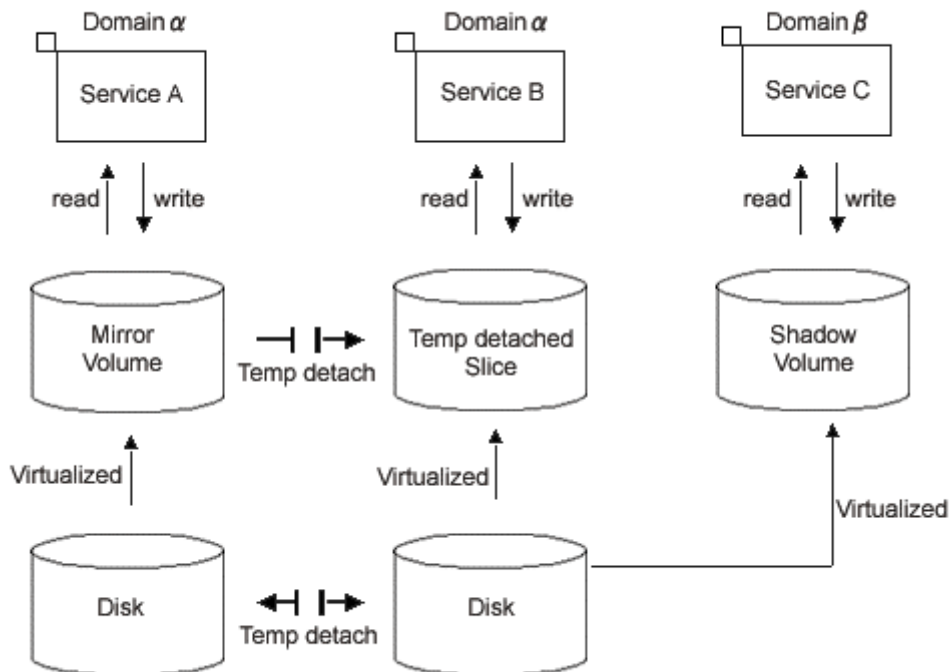 Domain α
Domain α
Domain β
Service A
Service B
Service C
read
write
read
write
read
write
Mirror
Volume
Temp detach
Temp detached
Slice
Shadow
Volume
Virtualized
Virtualized
Virtualized
Disk
Temp detach
Disk